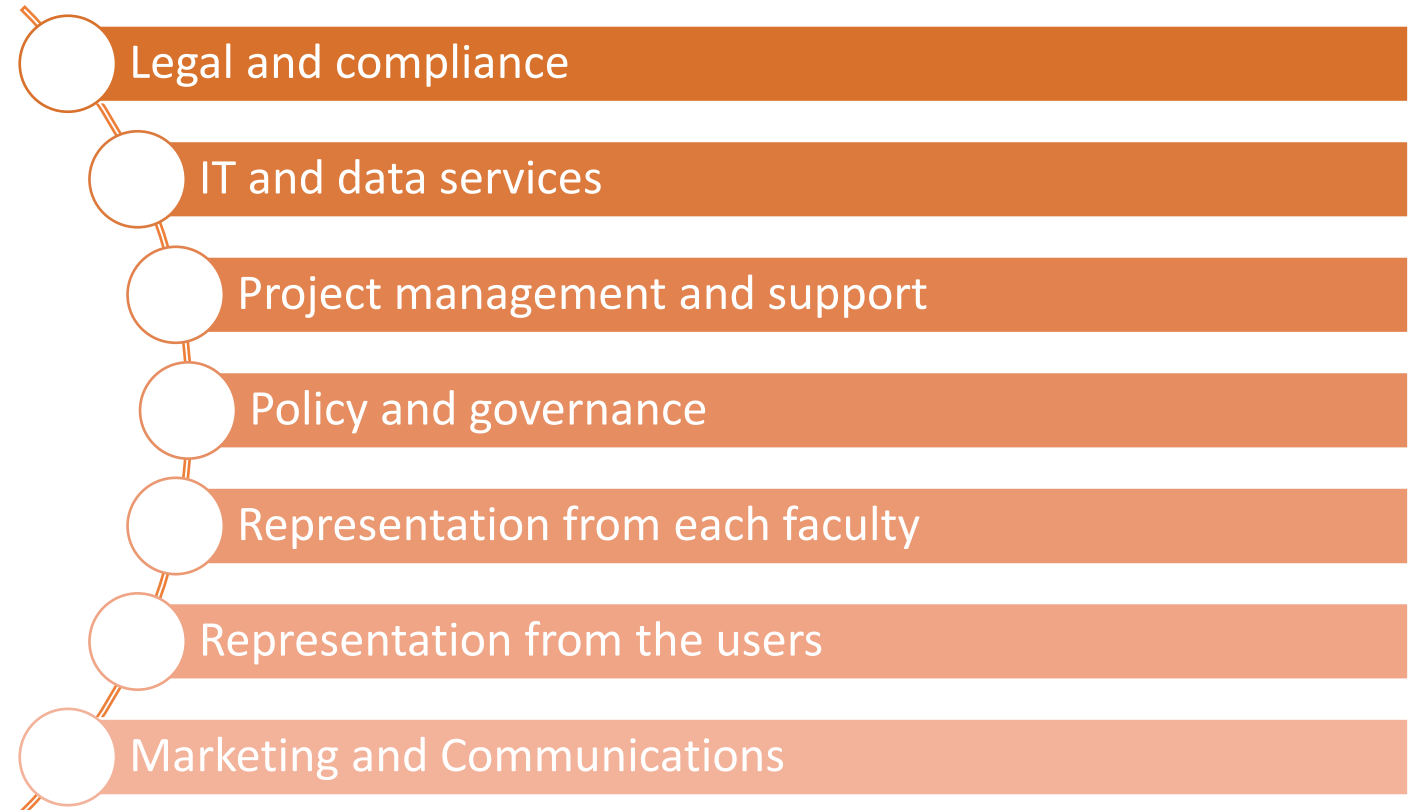 Legal and compliance
IT and data services
Project management and support
Policy and governance
Representation from each faculty
Representation from the users
Marketing and Communications